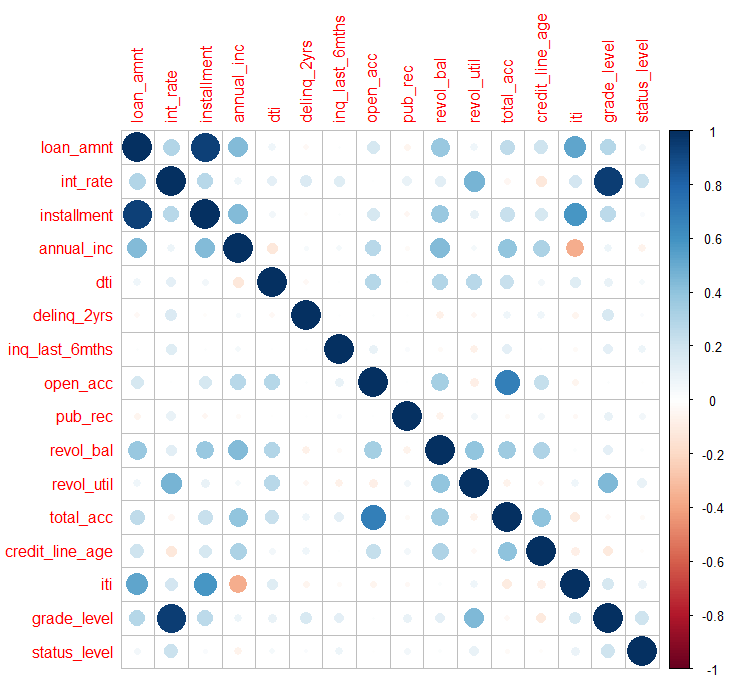 loan_amnt
int_rate
installment
annual_inc
dti
delinq_2yrs
inq_last_6mths
open_acc
pub_rec
revol_bal
revol_util
total_acc
credit_line_age
iti
grade_level
status_level
loan_amnt
int_rate
installment
annual_inc
dti
delinq_2yrs
inq_last_6mths
open_acc
pub_rec
revol_bal
revol_util
total_acc
credit_line_age
iti
grade_level
status_level
1
0.8
0.6
0.4
0.2
0
-0.2
-0.4
-0.6
-0.8
-1